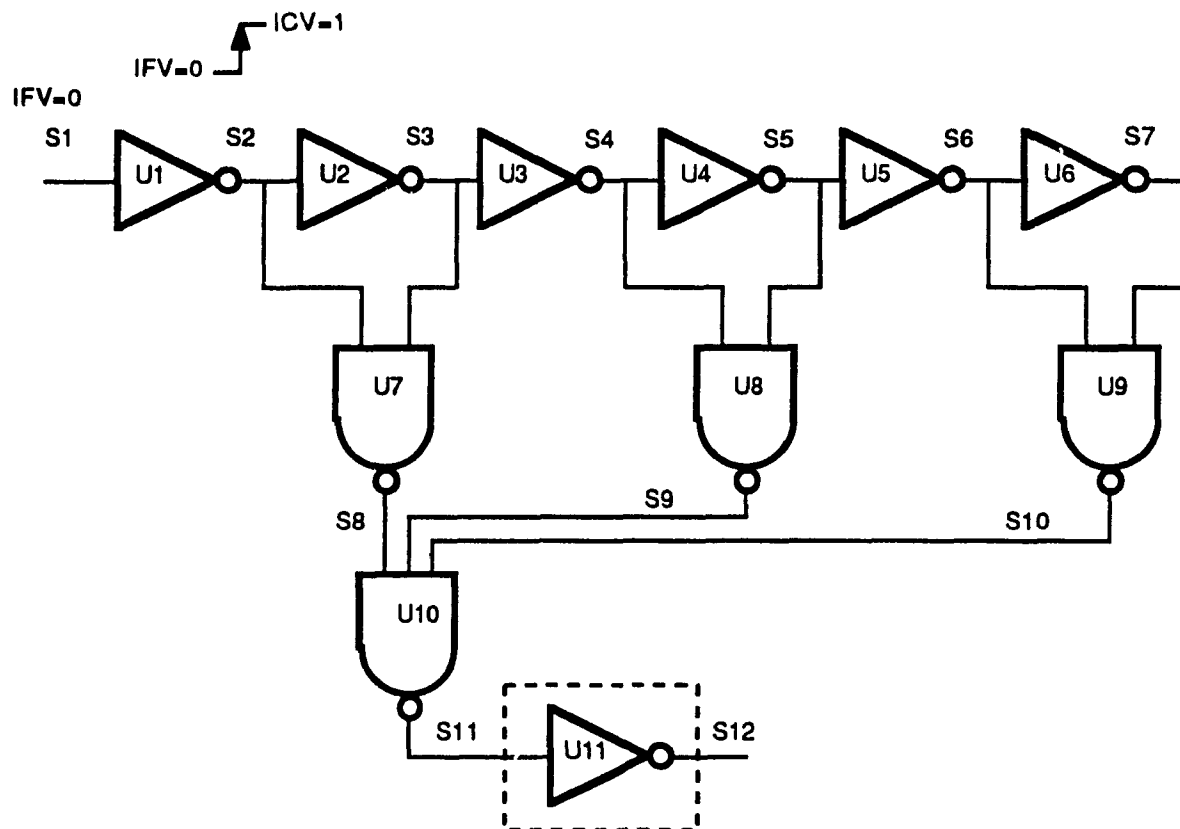 ICV=1
IFV=0
IFV=0
S1 S2 S3 S4 S5 S6 S7
U1 U2 U3 U4 U5 U6
U7 U8 U9
S8 S9 S10
U10
S11 U11 S12